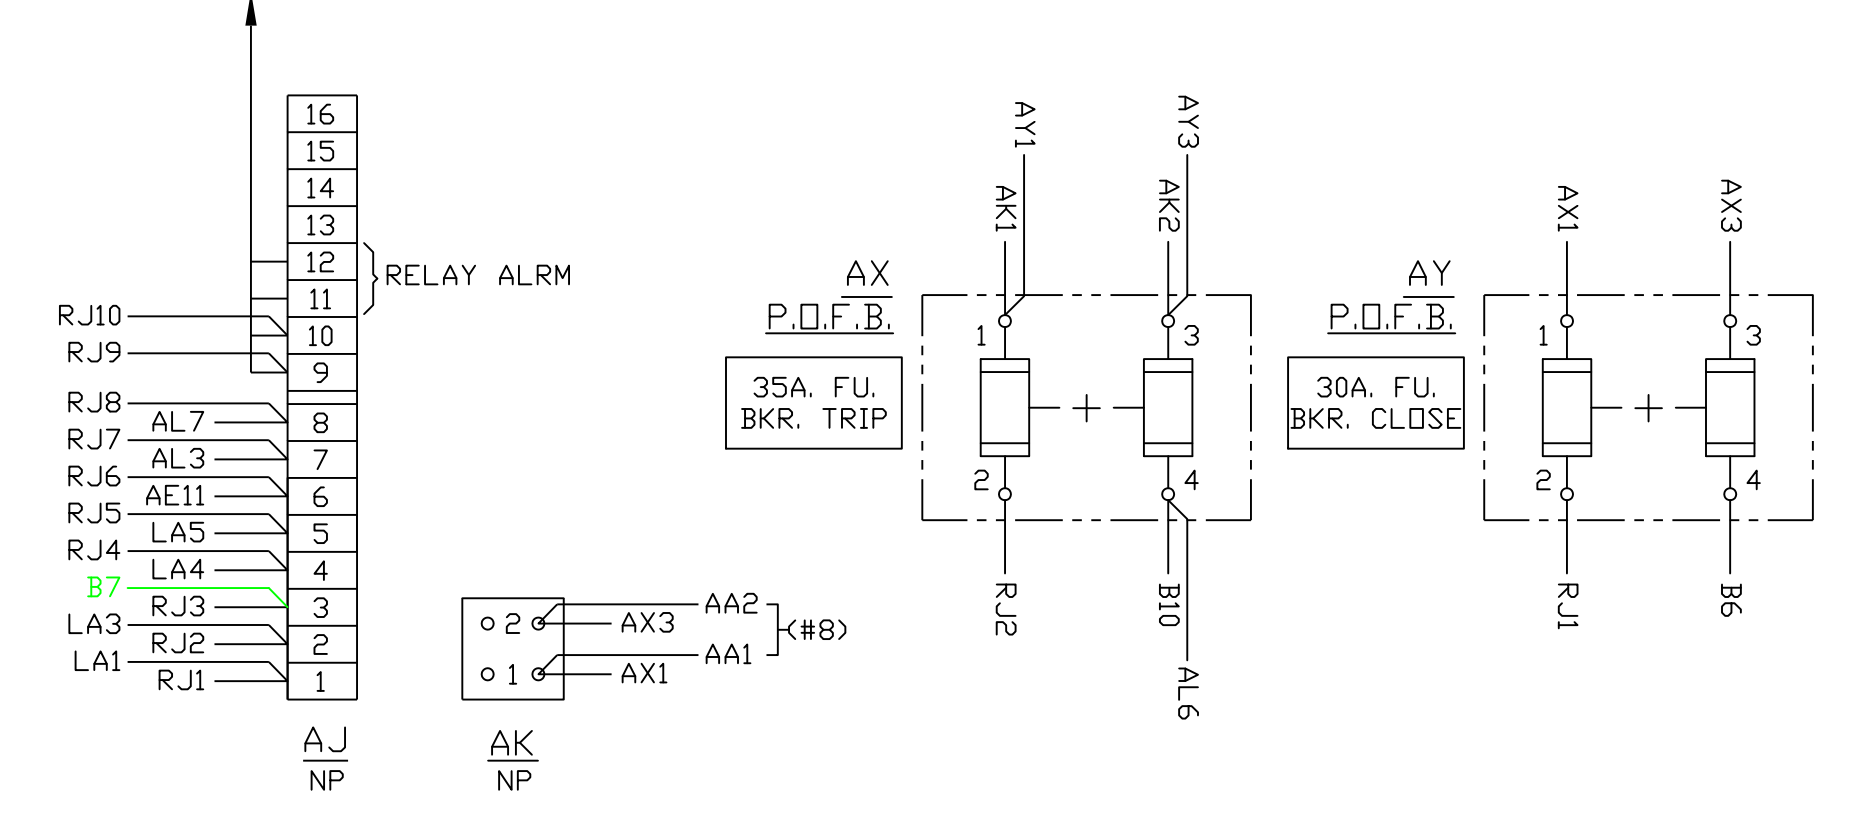 16
15
14
13
12
11
10
9
8
7
6
5
4
3
2
1
RELAY ALRM
RJ10
RJ9
RJ8
AL7
RJ7
AL3
RJ6
AE11
RJ5
LA5
RJ4
LA4
B7
RJ3
LA3
RJ2
LA1
RJ1
AJ
NP
2
1
AA2
AX3
(#8)
AA1
AX1
AK
NP
AX
P.O.F.B.
35A. FU.
BKR. TRIP
AY1
AK1
AY3
AK2
1
3
2
4
RJ2
B10
AL6
AY
P.O.F.B.
30A. FU.
BKR. CLOSE
AX1
AX3
1
3
2
4
RJ1
B6